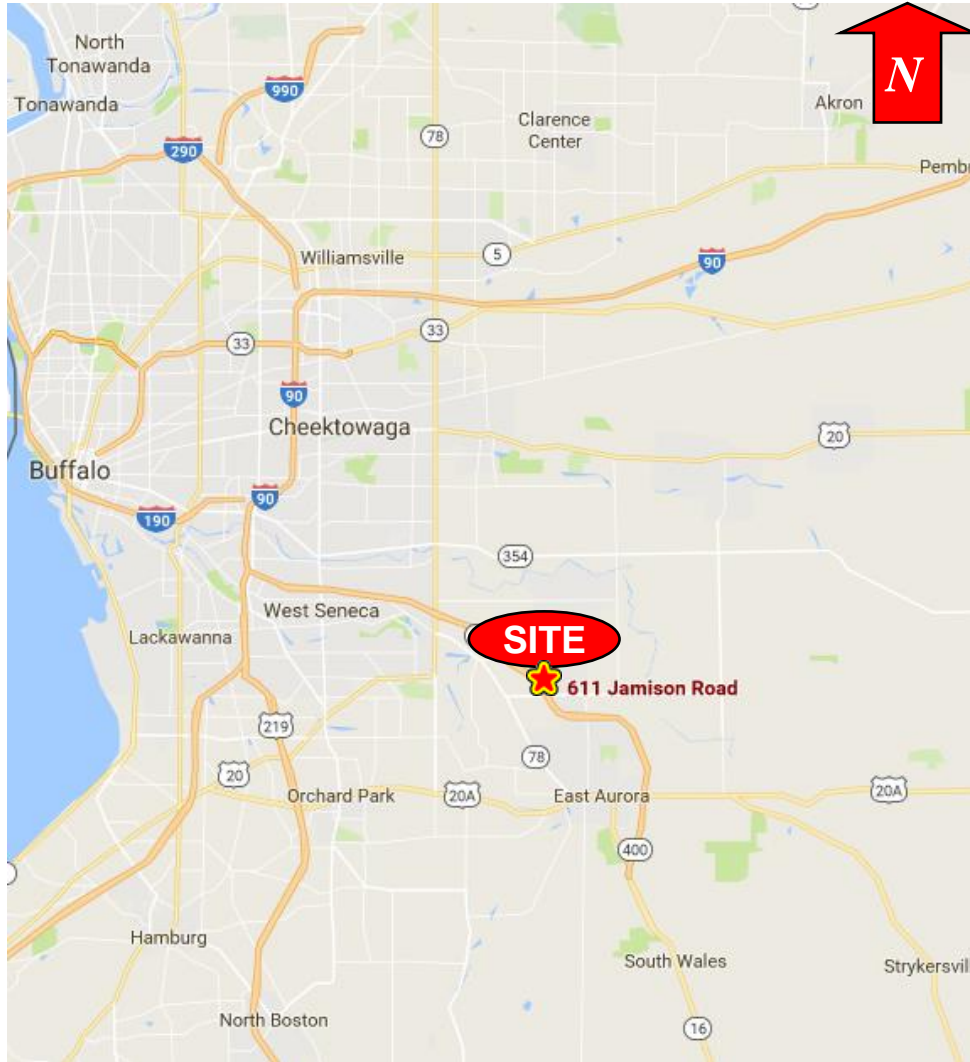 North
Tonawanda
990
N
Tonawanda
Akron
Clarence
Center
78
290
Pembr
Williamsville
5
90
33
33
90
Cheektowaga
20
Buffalo
90
190
354
West Seneca
Lackawanna
SITE
611 Jamison Road
219
78
20
Orchard Park
20A
East Aurora
20A
400
Hamburg
South Wales
Strykersvil
North Boston
16